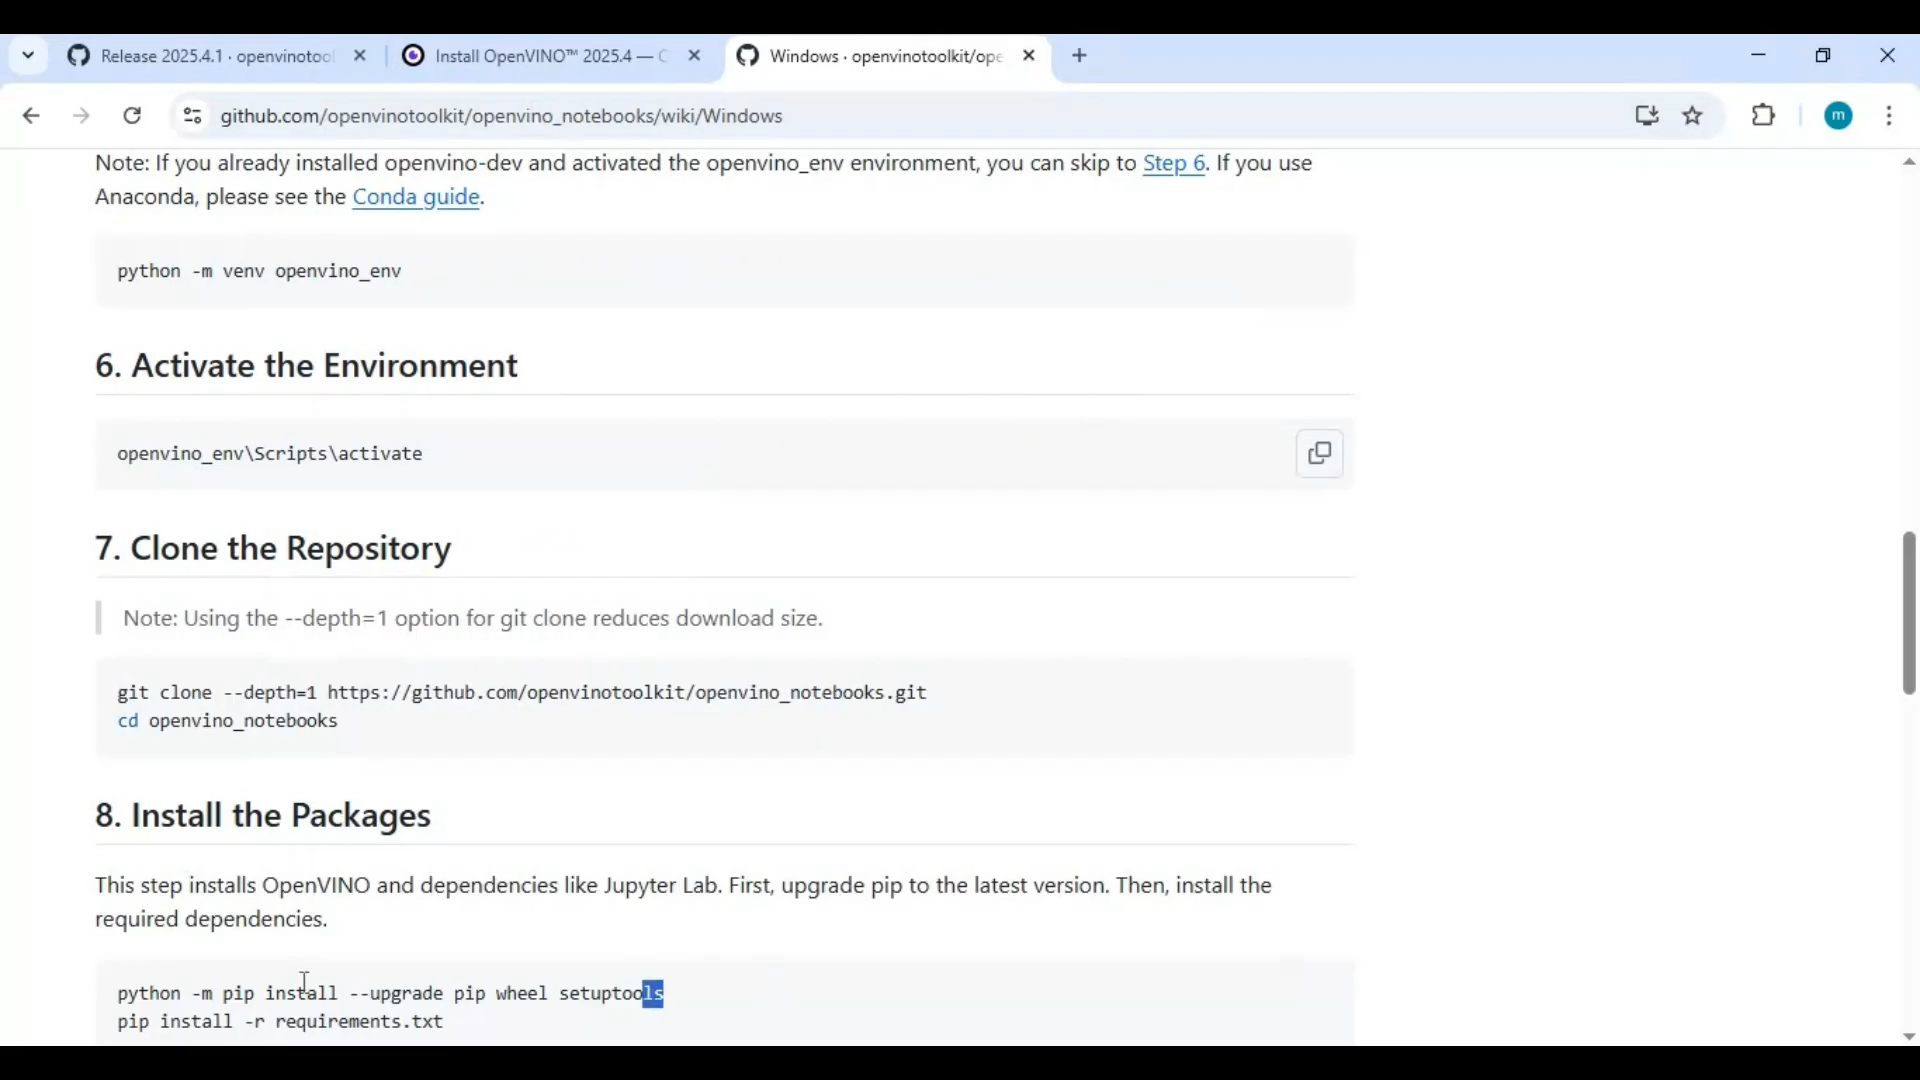 Release 2025.4.1 · openvinotool
Install OpenVINO™ 2025.4 — C
Windows · openvinotoolkit/ope
github.com/openvinotoolkit/openvino_notebooks/wiki/Windows
m
Note: If you already installed openvino-dev and activated the openvino_env environment, you can skip to Step 6. If you use
Anaconda, please see the Conda guide.
python -m venv openvino_env
6. Activate the Environment
openvino_env\Scripts\activate
7. Clone the Repository
Note: Using the --depth=1 option for git clone reduces download size.
git clone --depth=1 https://github.com/openvinotoolkit/openvino_notebooks.git
cd openvino_notebooks
8. Install the Packages
This step installs OpenVINO and dependencies like Jupyter Lab. First, upgrade pip to the latest version. Then, install the
required dependencies.
python -m pip install --upgrade pip wheel setuptools
pip install -r requirements.txt